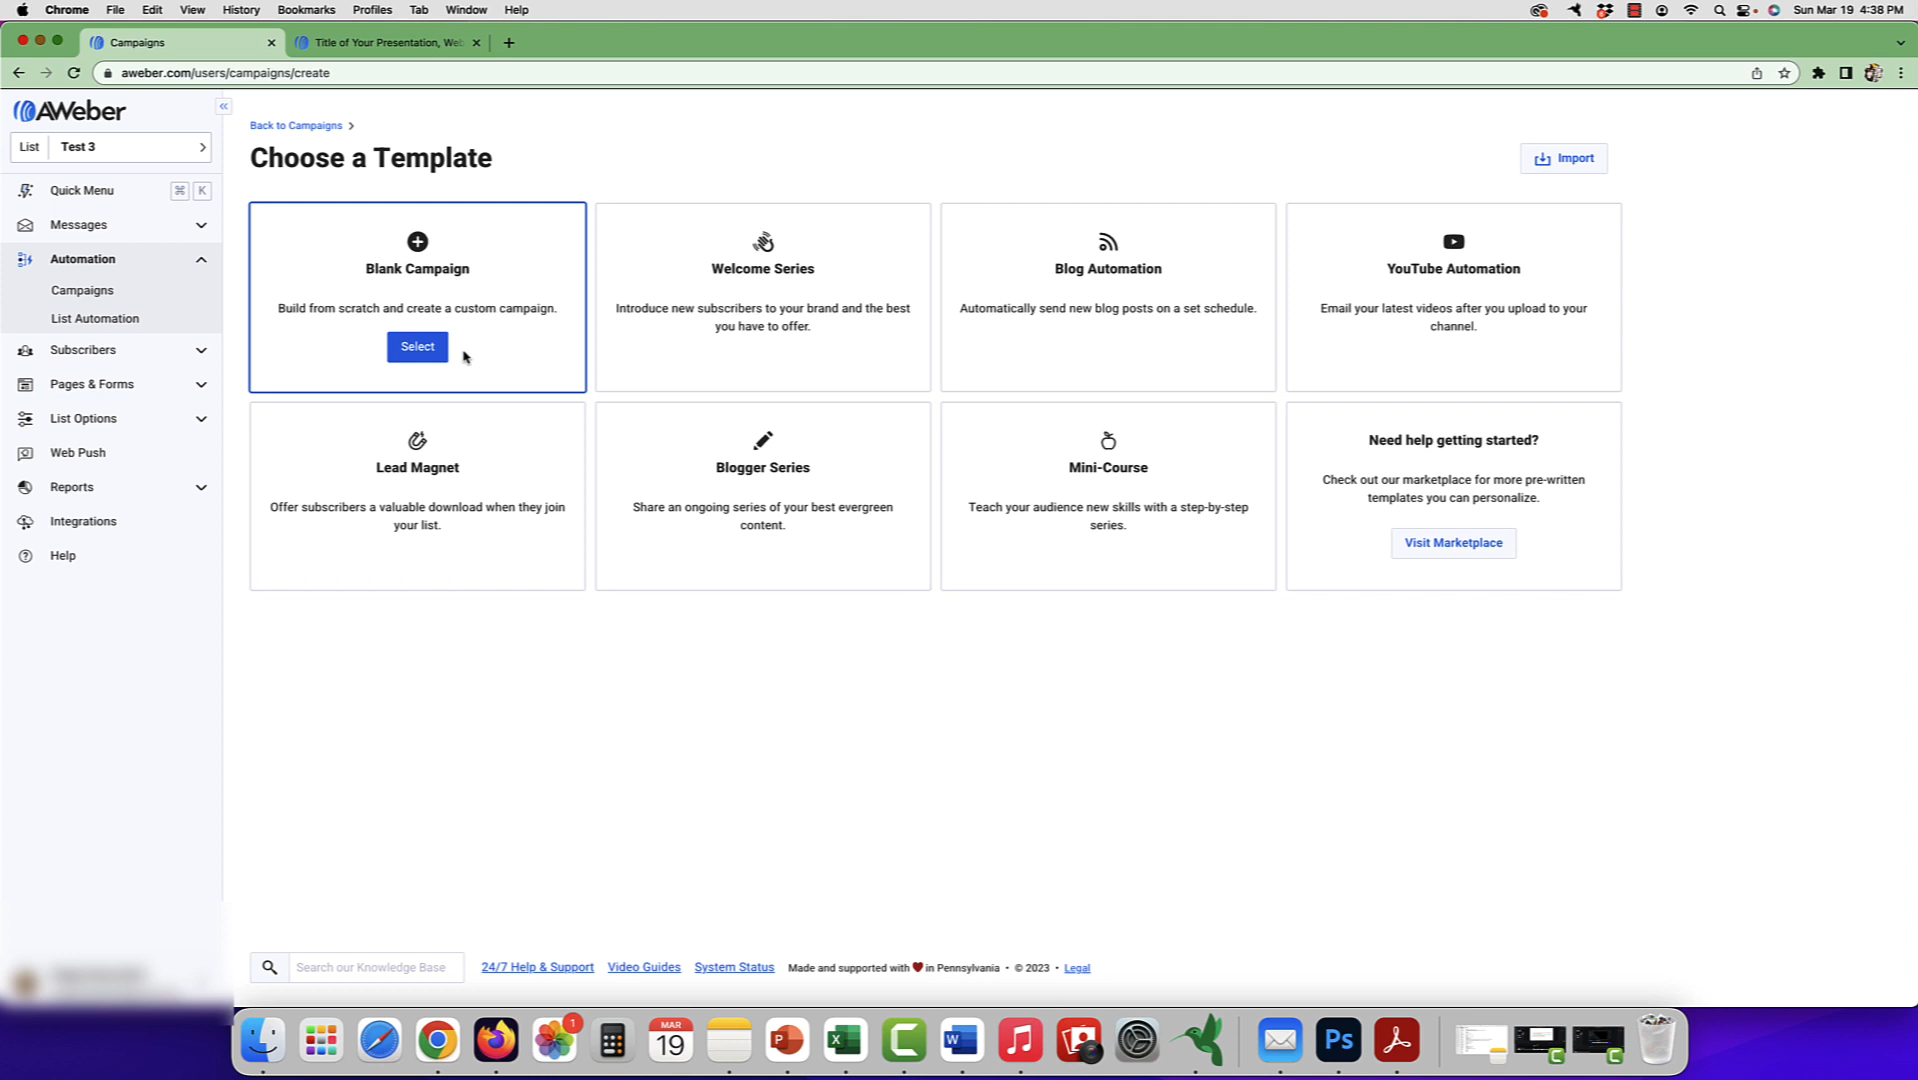 Chrome File Edit View History Bookmarks Profiles Tab Window Help
Sun Mar 19 4:38 PM
Campaigns
Title of Your Presentation, Web
aweber.com/users/campaigns/create
AWeber
List Test 3
Quick Menu ⌘ K
Messages
Automation
Campaigns
List Automation
Subscribers
Pages & Forms
List Options
Web Push
Reports
Integrations
Help
Back to Campaigns
Choose a Template
Import
Blank Campaign
Build from scratch and create a custom campaign.
Select
Welcome Series
Introduce new subscribers to your brand and the best
you have to offer.
Blog Automation
Automatically send new blog posts on a set schedule.
YouTube Automation
Email your latest videos after you upload to your
channel.
Lead Magnet
Offer subscribers a valuable download when they join
your list.
Blogger Series
Share an ongoing series of your best evergreen
content.
Mini-Course
Teach your audience new skills with a step-by-step
series.
Need help getting started?
Check out our marketplace for more pre-written
templates you can personalize.
Visit Marketplace
Search our Knowledge Base
24/7 Help & Support Video Guides System Status Made and supported with ❤ in Pennsylvania • © 2023 • Legal
1
MAR
19
P
X
C
W
Ps